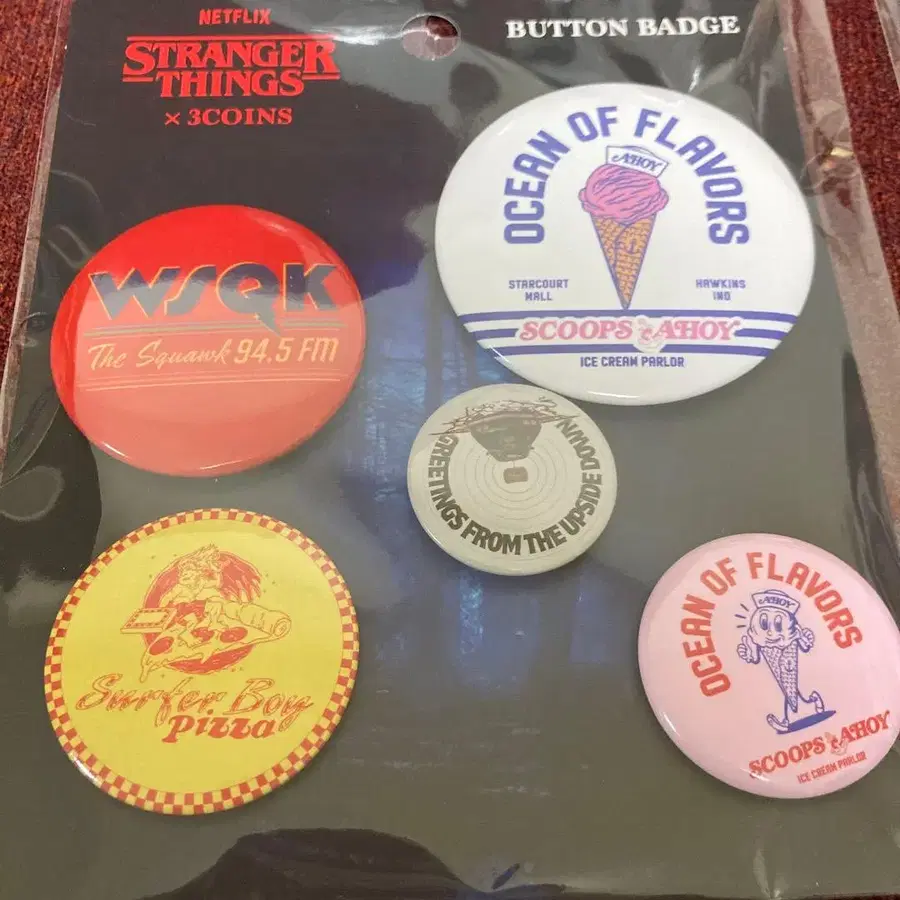 NETFLIX
STRANGER
THINGS
× 3COINS
BUTTON BADGE
OCEAN OF FLAVORS
AHOY
STARCOURT
MALL
HAWKINS
IND
SCOOPS AHOY
ICE CREAM PARLOR
WSQK
The Squawk 94.5 FM
GREETINGS FROM THE UPSIDE DOWN
Surfer Boy
Pizza
OCEAN OF FLAVORS
AHOY
SCOOPS AHOY
ICE CREAM PARLOR